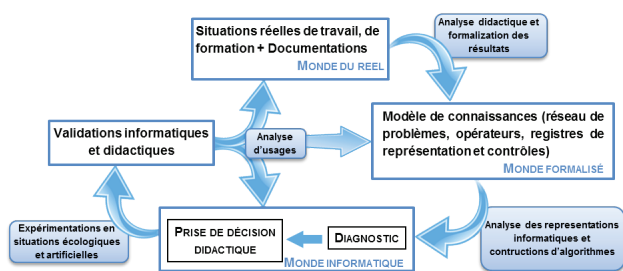 Situations réelles de travail, de
formation + Documentations
MONDE DU REEL
Analyse didactique et
formalisation des
résultats
Validations informatiques
et didactiques
Analyse
d'usages
Modèle de connaissances (réseau de
problèmes, opérateurs, registres de
représentation et contrôles)
MONDE FORMALISÉ
Expérimentations en
situations écologiques
et artificielles
PRISE DE DÉCISION
DIDACTIQUE
DIAGNOSTIC
MONDE INFORMATIQUE
Analyse des representations
informatiques et
contructions d'algorithmes